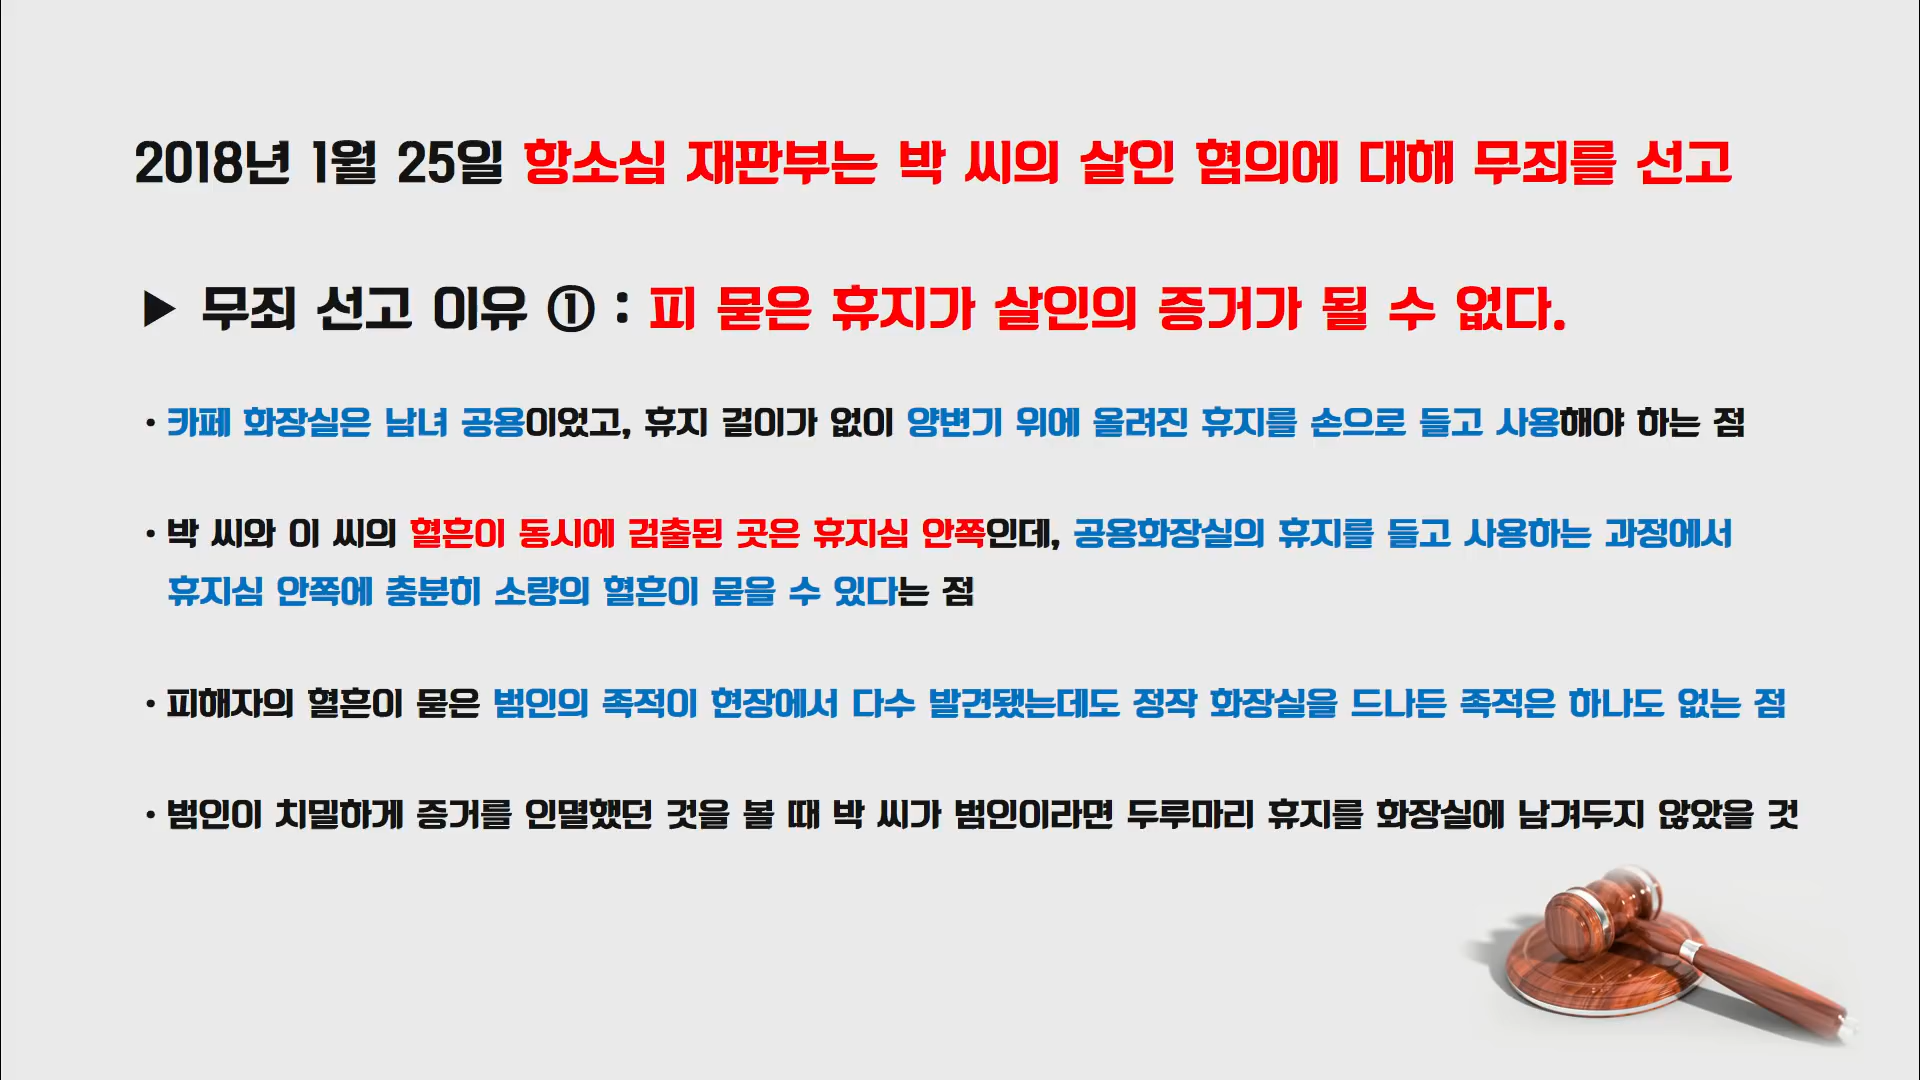 2018년 1월 25일 항소심 재판부는 박 씨의 살인 혐의에 대해 무죄를 선고
▶ 무죄 선고 이유 ① : 피 묻은 휴지가 살인의 증거가 될 수 없다.
· 카페 화장실은 남녀 공용이었고, 휴지 걸이가 없이 양변기 위에 올려진 휴지를 손으로 들고 사용해야 하는 점
· 박 씨와 이 씨의 혈흔이 동시에 검출된 곳은 휴지심 안쪽인데, 공용화장실의 휴지를 들고 사용하는 과정에서
휴지심 안쪽에 충분히 소량의 혈흔이 묻을 수 있다는 점
· 피해자의 혈흔이 묻은 범인의 족적이 현장에서 다수 발견됐는데도 정작 화장실을 드나든 족적은 하나도 없는 점
· 범인이 치밀하게 증거를 인멸했던 것을 볼 때 박 씨가 범인이라면 두루마리 휴지를 화장실에 남겨두지 않았을 것